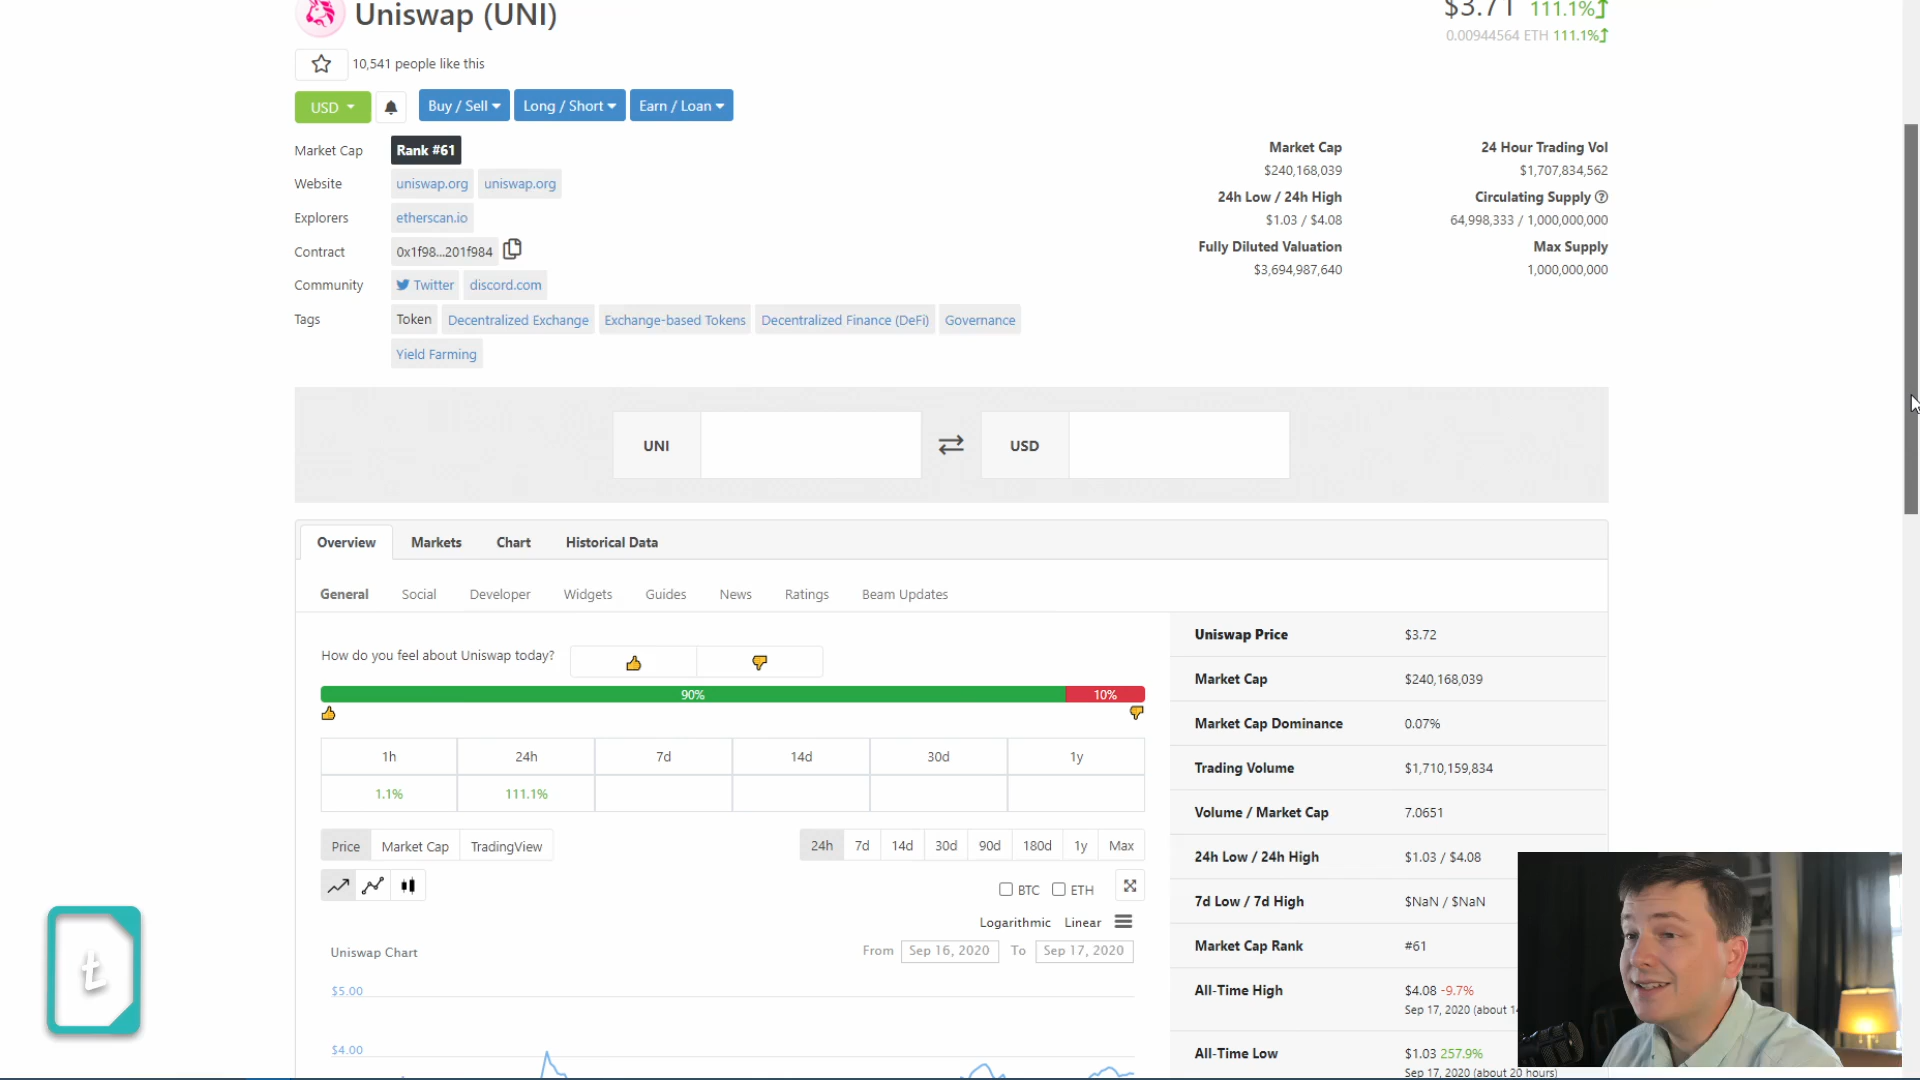 Uniswap (UNI)
$3.71 111.1%
0.00944564 ETH 111.1%
10,541 people like this
USD
Buy / Sell
Long / Short
Earn / Loan
Market Cap
Rank #61
Website
uniswap.org
uniswap.org
Explorers
etherscan.io
Contract
0x1f98...201f984
Community
Twitter
discord.com
Tags
Token
Decentralized Exchange
Exchange-based Tokens
Decentralized Finance (DeFi)
Governance
Yield Farming
Market Cap
$240,168,039
24 Hour Trading Vol
$1,707,834,562
24h Low / 24h High
$1.03 / $4.08
Circulating Supply
64,998,333 / 1,000,000,000
Fully Diluted Valuation
$3,694,987,640
Max Supply
1,000,000,000
UNI
USD
Overview
Markets
Chart
Historical Data
General
Social
Developer
Widgets
Guides
News
Ratings
Beam Updates
How do you feel about Uniswap today?
90%
10%
1h 24h 7d 14d 30d 1y
1.1% 111.1%
Price
Market Cap
TradingView
24h 7d 14d 30d 90d 180d 1y Max
BTC
ETH
Logarithmic
Linear
Uniswap Chart
From Sep 16, 2020 To Sep 17, 2020
$5.00
$4.00
Uniswap Price $3.72
Market Cap $240,168,039
Market Cap Dominance 0.07%
Trading Volume $1,710,159,834
Volume / Market Cap 7.0651
24h Low / 24h High $1.03 / $4.08
7d Low / 7d High $NaN / $NaN
Market Cap Rank #61
All-Time High $4.08 -9.7%
Sep 17, 2020 (about 1
All-Time Low $1.03 257.9%
Sep 17, 2020 (about 20 hours)
t